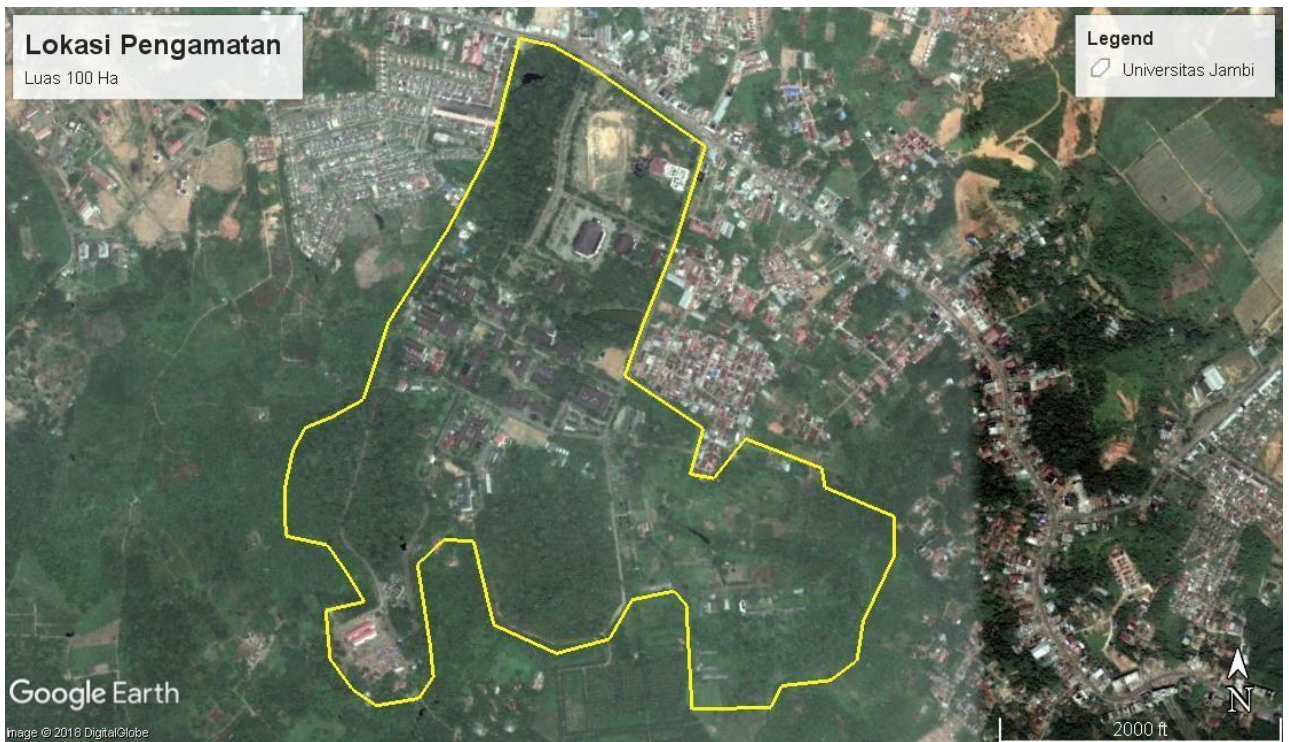 Lokasi Pengamatan
Luas 100 Ha
Legend
Universitas Jambi
Google Earth
Image © 2018 DigitalGlobe
N
2000 ft